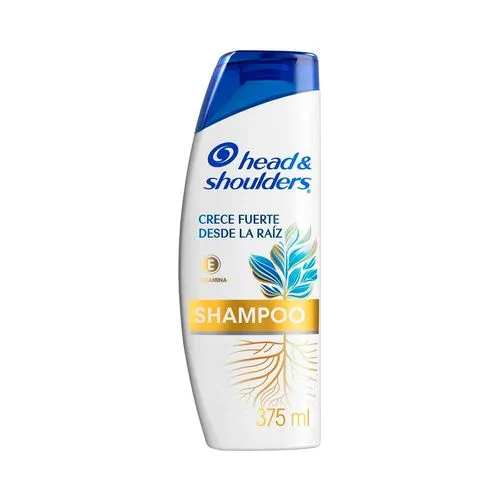 head &
shoulders®
CRECE FUERTE
DESDE LA RAÍZ
E
VITAMINA
SHAMPOO
375 ml